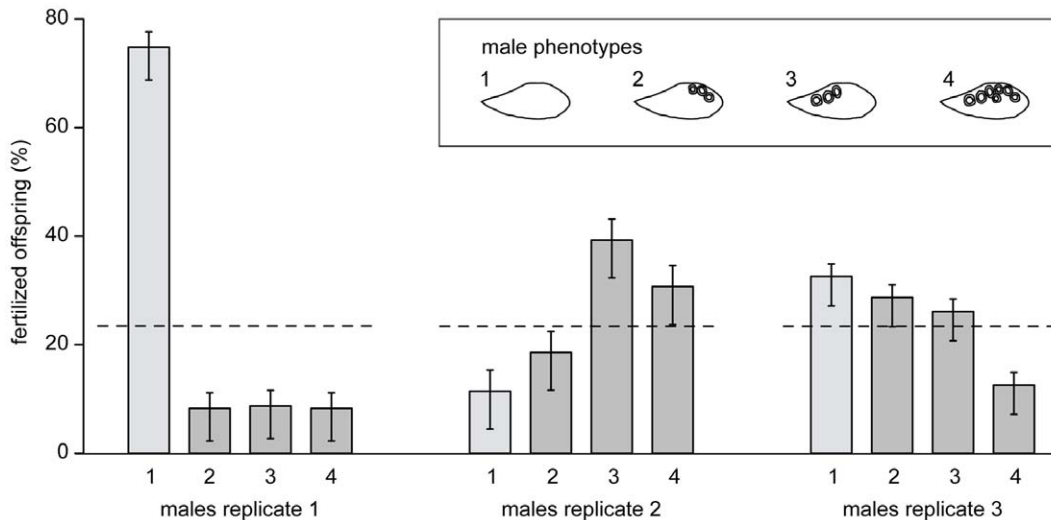 80
60
40
20
0
fertilized offspring (%)
male phenotypes
1 2 3 4
1 2 3 4
males replicate 1
1 2 3 4
males replicate 2
1 2 3 4
males replicate 3